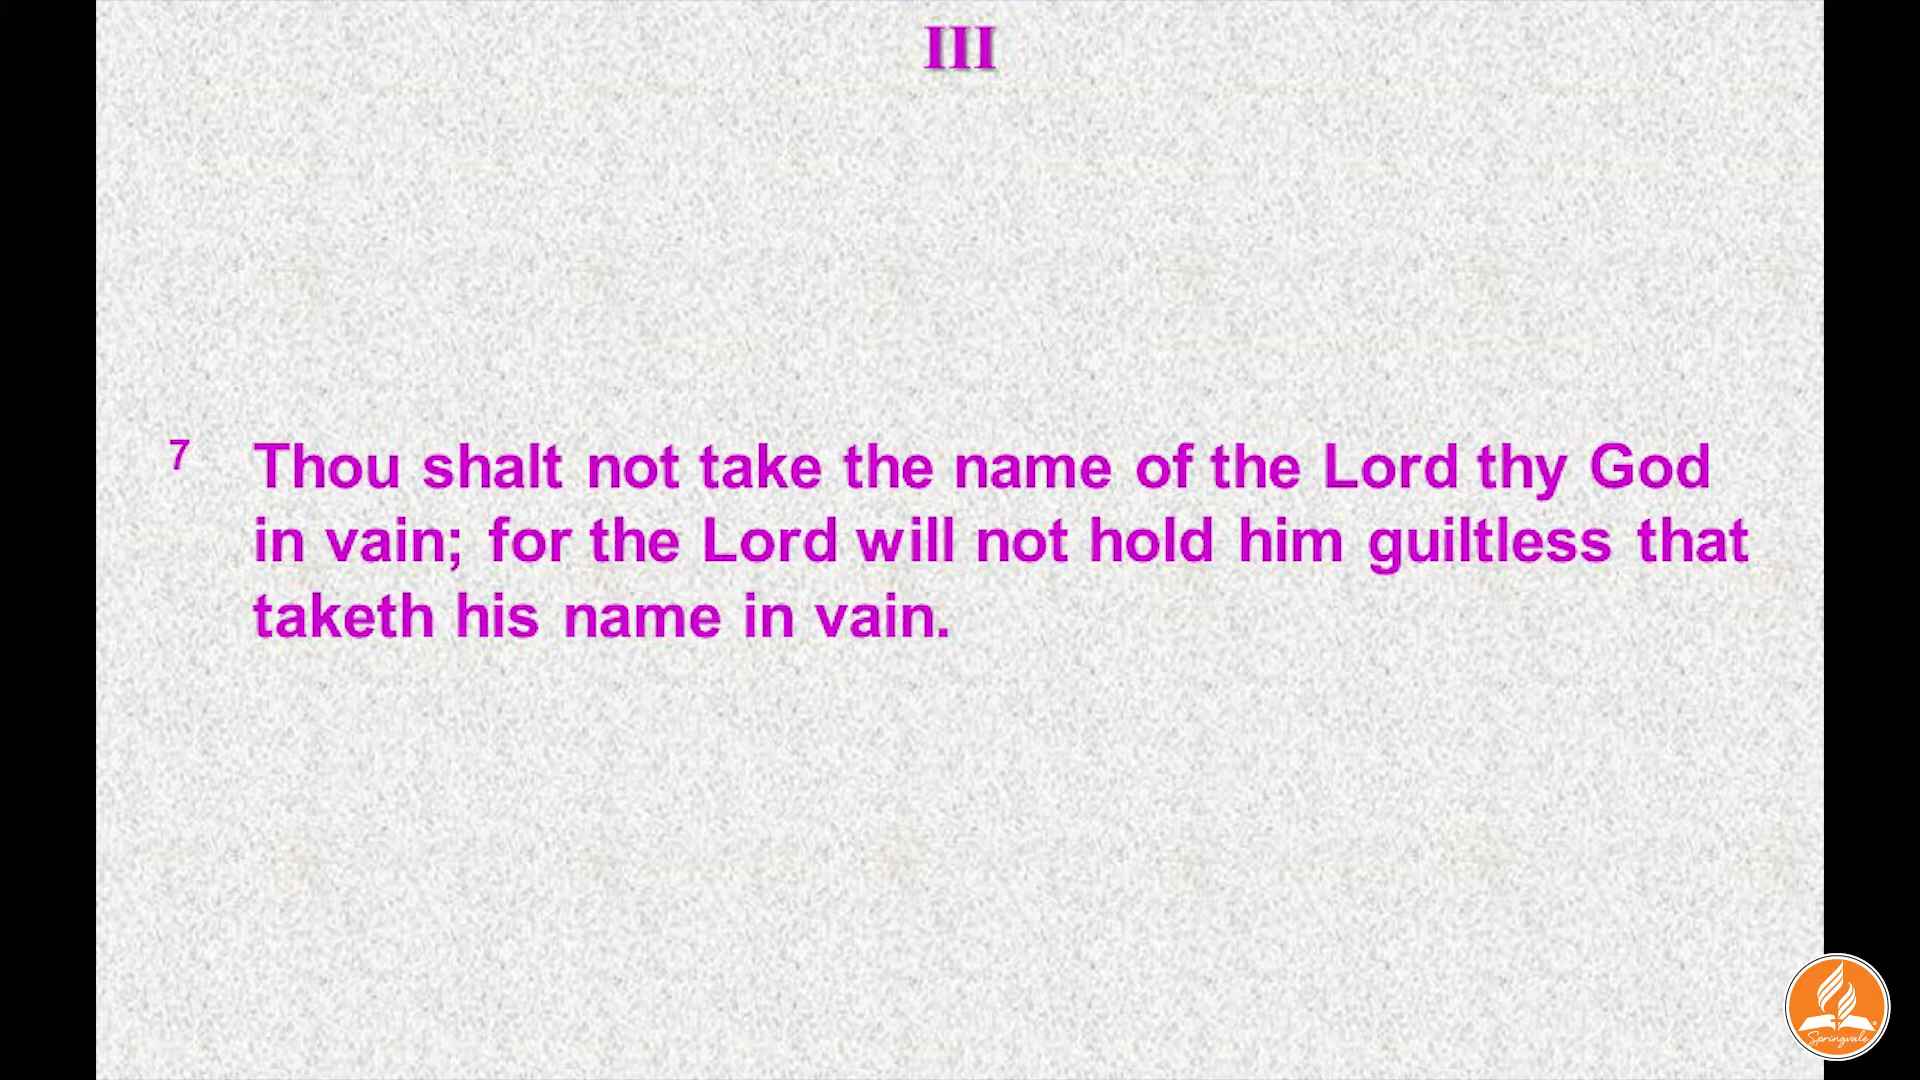 III
7 Thou shalt not take the name of the Lord thy God
in vain; for the Lord will not hold him guiltless that
taketh his name in vain.
Springvale